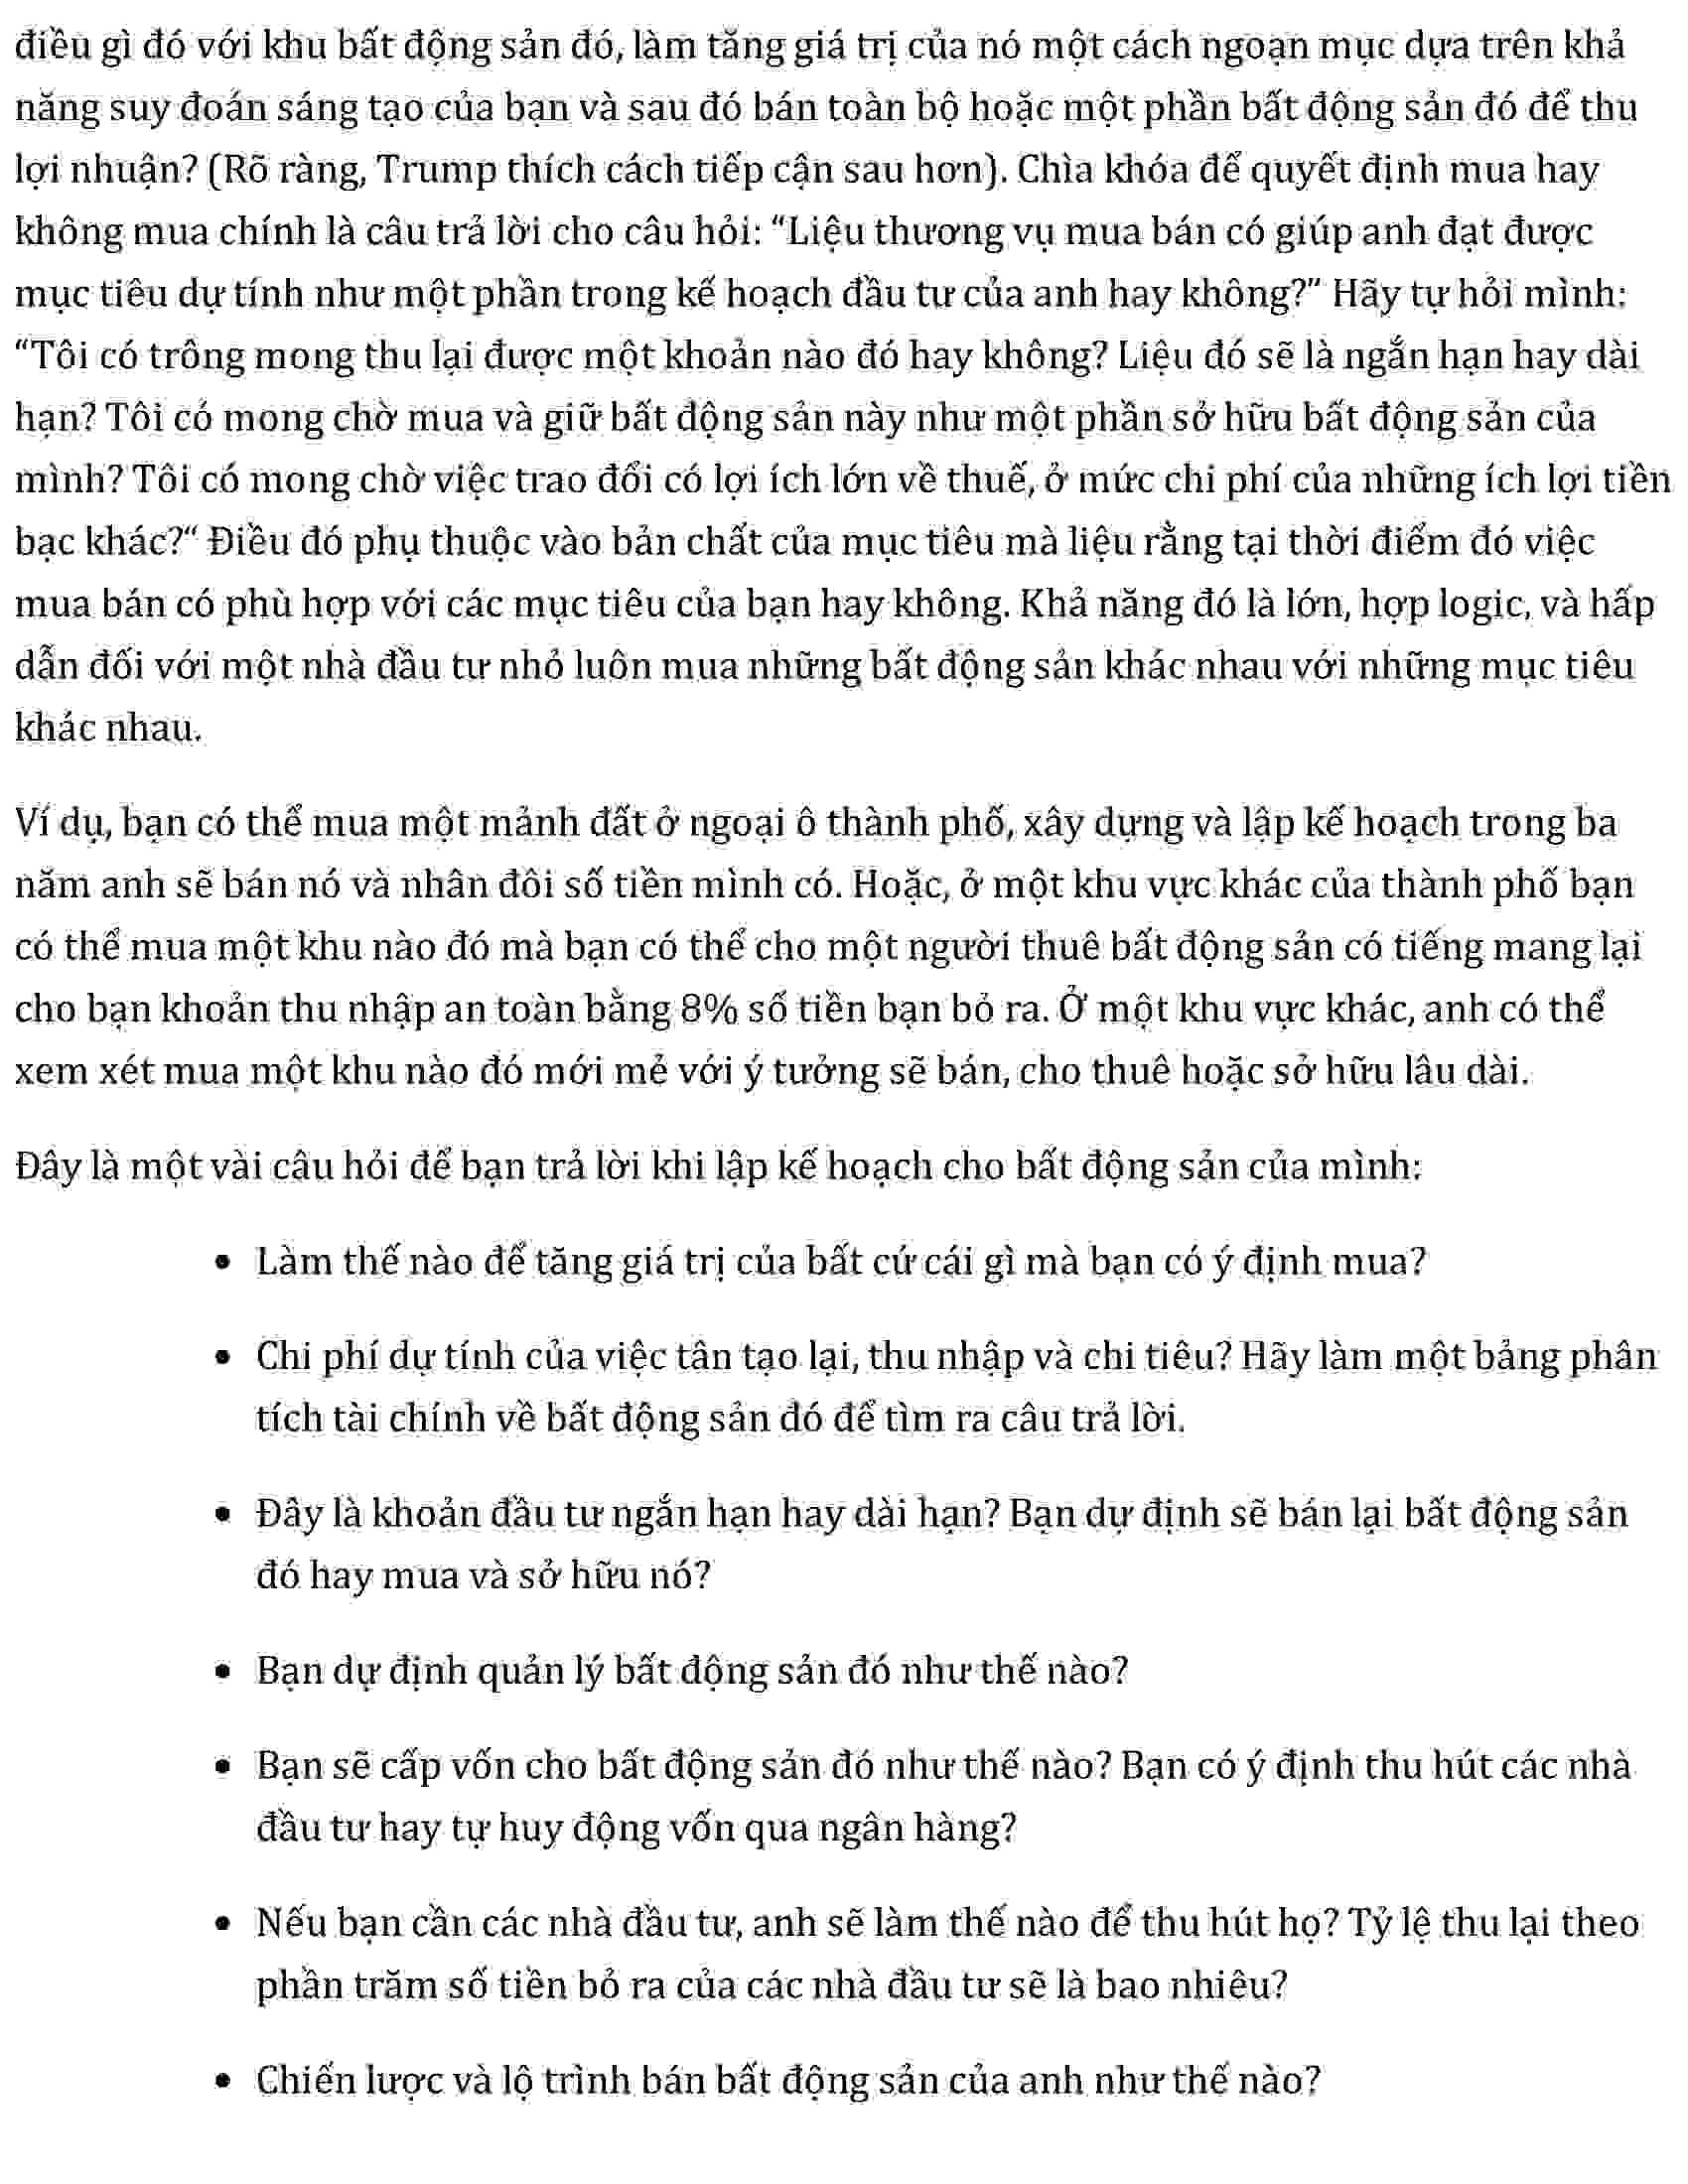 điều gì đó với khu bất động sản đó, làm tăng giá trị của nó một cách ngoạn mục dựa trên khả
năng suy đoán sáng tạo của bạn và sau đó bán toàn bộ hoặc một phần bất động sản đó để thu
lợi nhuận? (Rõ ràng, Trump thích cách tiếp cận sau hơn). Chìa khóa để quyết định mua hay
không mua chính là câu trả lời cho câu hỏi: “Liệu thương vụ mua bán có giúp anh đạt được
mục tiêu dự tính như một phần trong kế hoạch đầu tư của anh hay không?” Hãy tự hỏi mình:
“Tôi có trông mong thu lại được một khoản nào đó hay không? Liệu đó sẽ là ngắn hạn hay dài
hạn? Tôi có mong chờ mua và giữ bất động sản này như một phần sở hữu bất động sản của
mình? Tôi có mong chờ việc trao đổi có lợi ích lớn về thuế, ở mức chi phí của những ích lợi tiền
bạc khác?“ Điều đó phụ thuộc vào bản chất của mục tiêu mà liệu rằng tại thời điểm đó việc
mua bán có phù hợp với các mục tiêu của bạn hay không. Khả năng đó là lớn, hợp logic, và hấp
dẫn đối với một nhà đầu tư nhỏ luôn mua những bất động sản khác nhau với những mục tiêu
khác nhau.
Ví dụ, bạn có thể mua một mảnh đất ở ngoại ô thành phố, xây dựng và lập kế hoạch trong ba
năm anh sẽ bán nó và nhân đôi số tiền mình có. Hoặc, ở một khu vực khác của thành phố bạn
có thể mua một khu nào đó mà bạn có thể cho một người thuê bất động sản có tiếng mang lại
cho bạn khoản thu nhập an toàn bằng 8% số tiền bạn bỏ ra. Ở một khu vực khác, anh có thể
xem xét mua một khu nào đó mới mẻ với ý tưởng sẽ bán, cho thuê hoặc sở hữu lâu dài.
Đây là một vài câu hỏi để bạn trả lời khi lập kế hoạch cho bất động sản của mình:
• Làm thế nào để tăng giá trị của bất cứ cái gì mà bạn có ý định mua?
• Chi phí dự tính của việc tân tạo lại, thu nhập và chi tiêu? Hãy làm một bảng phân
tích tài chính về bất động sản đó để tìm ra câu trả lời.
• Đây là khoản đầu tư ngắn hạn hay dài hạn? Bạn dự định sẽ bán lại bất động sản
đó hay mua và sở hữu nó?
• Bạn dự định quản lý bất động sản đó như thế nào?
• Bạn sẽ cấp vốn cho bất động sản đó như thế nào? Bạn có ý định thu hút các nhà
đầu tư hay tự huy động vốn qua ngân hàng?
• Nếu bạn cần các nhà đầu tư, anh sẽ làm thế nào để thu hút họ? Tỷ lệ thu lại theo
phần trăm số tiền bỏ ra của các nhà đầu tư sẽ là bao nhiêu?
• Chiến lược và lộ trình bán bất động sản của anh như thế nào?